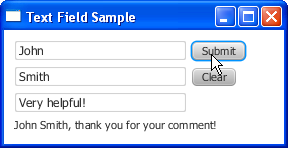 Text Field Sample
John Submit
Smith Clear
Very helpful!
John Smith, thank you for your comment!